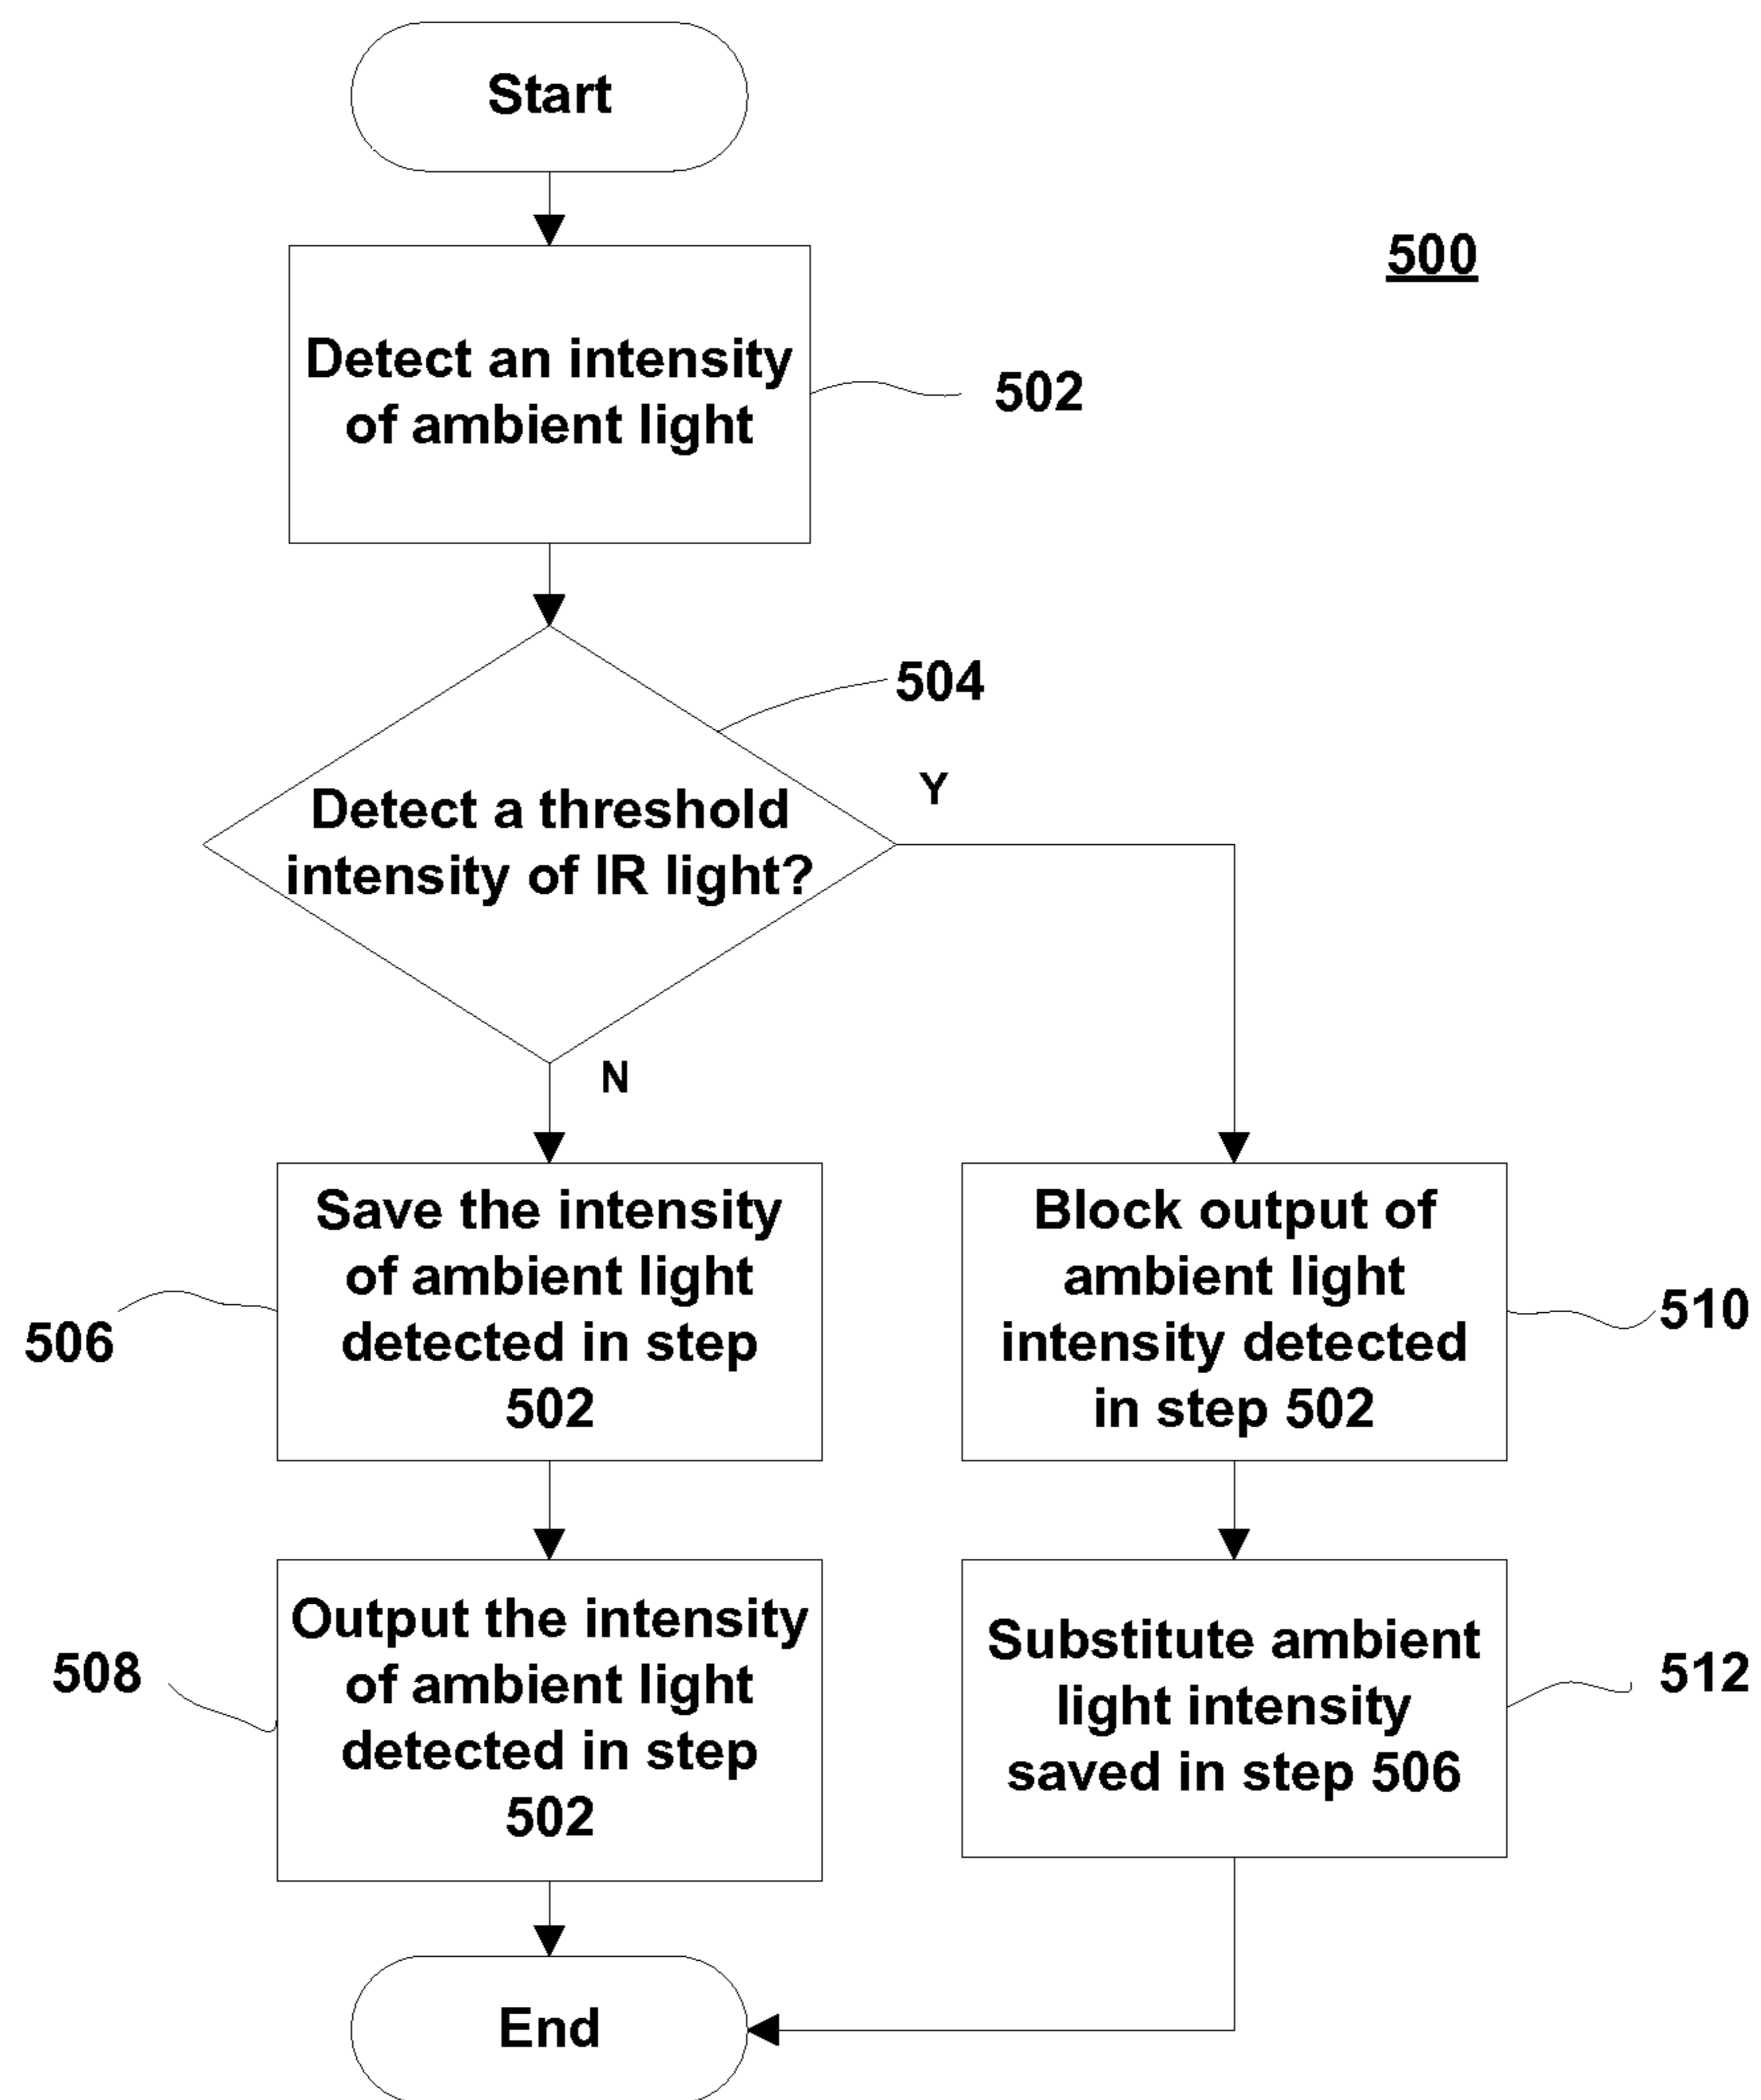 Start
500
Detect an intensity
of ambient light
502
504
Detect a threshold
intensity of IR light?
Y
N
Save the intensity
of ambient light
detected in step
502
506
Block output of
ambient light
intensity detected
in step 502
510
Output the intensity
of ambient light
detected in step
502
508
Substitute ambient
light intensity
saved in step 506
512
End